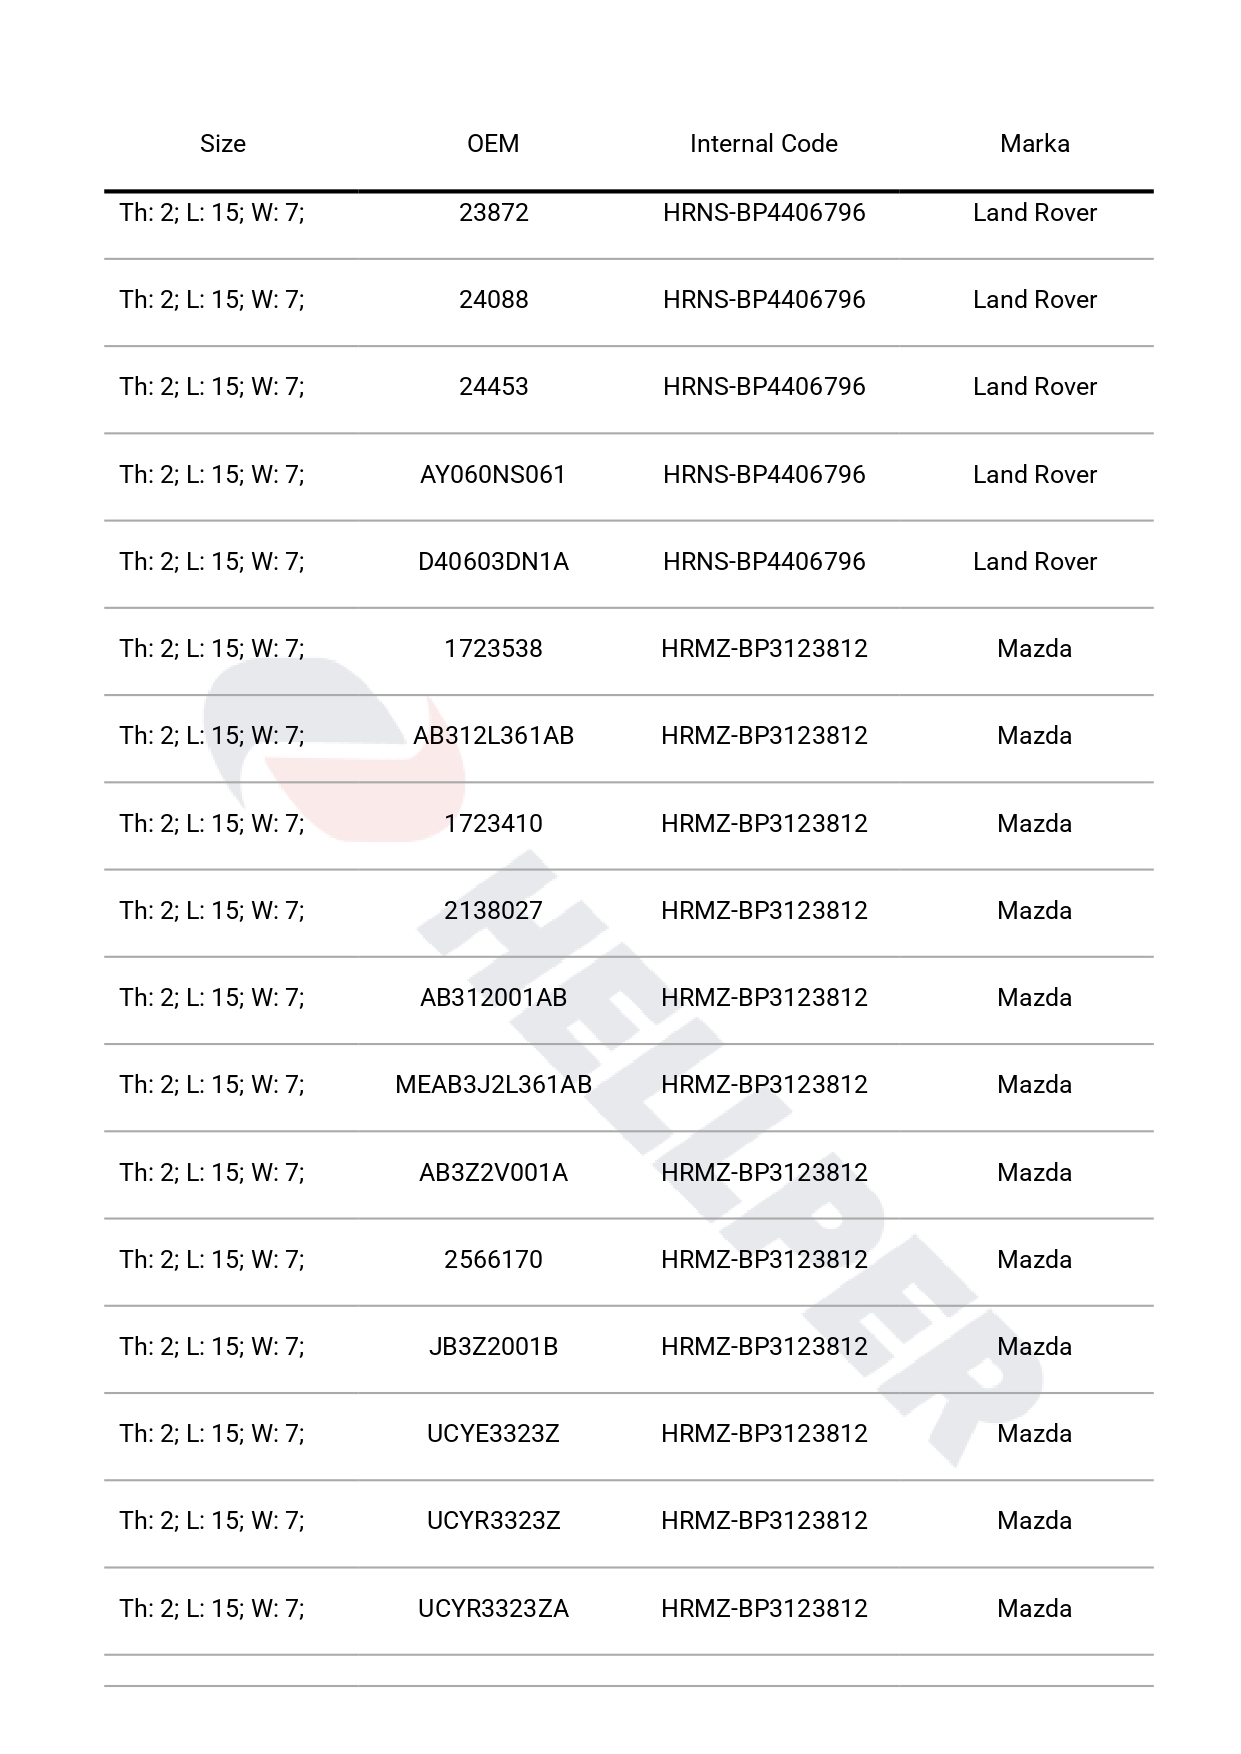 Size OEM Internal Code Marka
Th: 2; L: 15; W: 7; 23872 HRNS-BP4406796 Land Rover
Th: 2; L: 15; W: 7; 24088 HRNS-BP4406796 Land Rover
Th: 2; L: 15; W: 7; 24453 HRNS-BP4406796 Land Rover
Th: 2; L: 15; W: 7; AY060NS061 HRNS-BP4406796 Land Rover
Th: 2; L: 15; W: 7; D40603DN1A HRNS-BP4406796 Land Rover
Th: 2; L: 15; W: 7; 1723538 HRMZ-BP3123812 Mazda
Th: 2; L: 15; W: 7; AB312L361AB HRMZ-BP3123812 Mazda
Th: 2; L: 15; W: 7; 1723410 HRMZ-BP3123812 Mazda
Th: 2; L: 15; W: 7; 2138027 HRMZ-BP3123812 Mazda
Th: 2; L: 15; W: 7; AB312001AB HRMZ-BP3123812 Mazda
Th: 2; L: 15; W: 7; MEAB3J2L361AB HRMZ-BP3123812 Mazda
Th: 2; L: 15; W: 7; AB3Z2V001A HRMZ-BP3123812 Mazda
Th: 2; L: 15; W: 7; 2566170 HRMZ-BP3123812 Mazda
Th: 2; L: 15; W: 7; JB3Z2001B HRMZ-BP3123812 Mazda
Th: 2; L: 15; W: 7; UCYE3323Z HRMZ-BP3123812 Mazda
Th: 2; L: 15; W: 7; UCYR3323Z HRMZ-BP3123812 Mazda
Th: 2; L: 15; W: 7; UCYR3323ZA HRMZ-BP3123812 Mazda
HELLPER